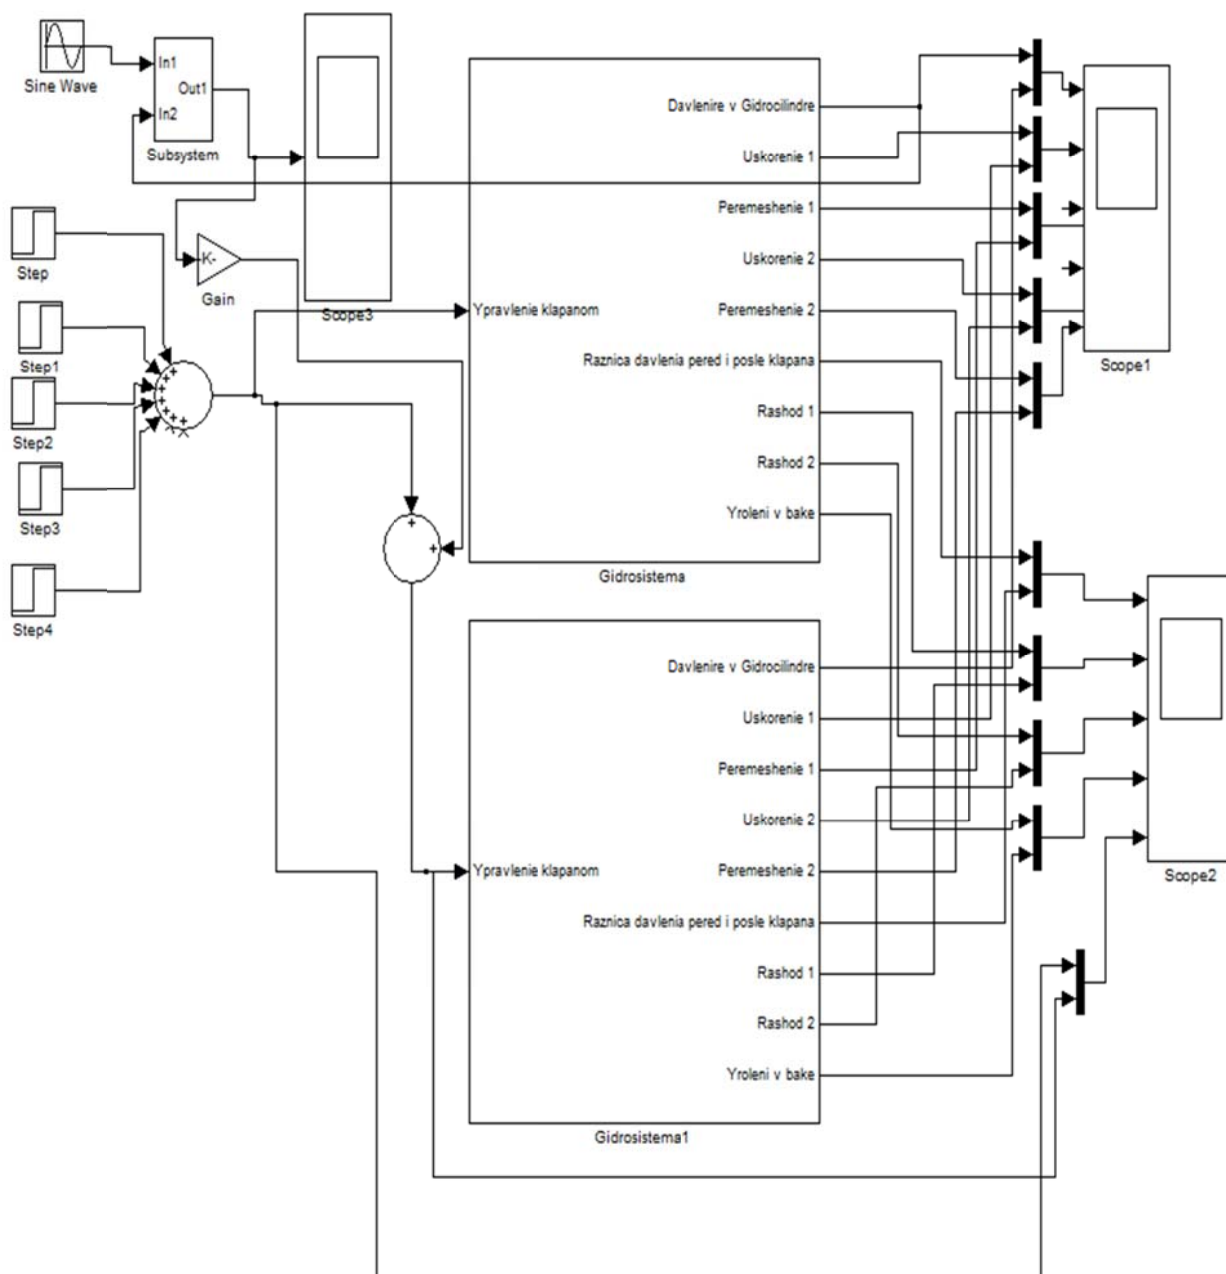 Sine Wave
In1
Out1
In2
Subsystem
Scope3
Step
K-
Gain
Step1
Step2
Step3
Step4
Ypravlenie klapanom
Davlenire v Gidrocilindre
Uskorenie 1
Peremeshenie 1
Uskorenie 2
Peremeshenie 2
Raznica davlenia pered i posle klapana
Rashod 1
Rashod 2
Yroleni v bake
Gidrosistema
Scope1
Ypravlenie klapanom
Davlenire v Gidrocilindre
Uskorenie 1
Peremeshenie 1
Uskorenie 2
Peremeshenie 2
Raznica davlenia pered i posle klapana
Rashod 1
Rashod 2
Yroleni v bake
Gidrosistema1
Scope2